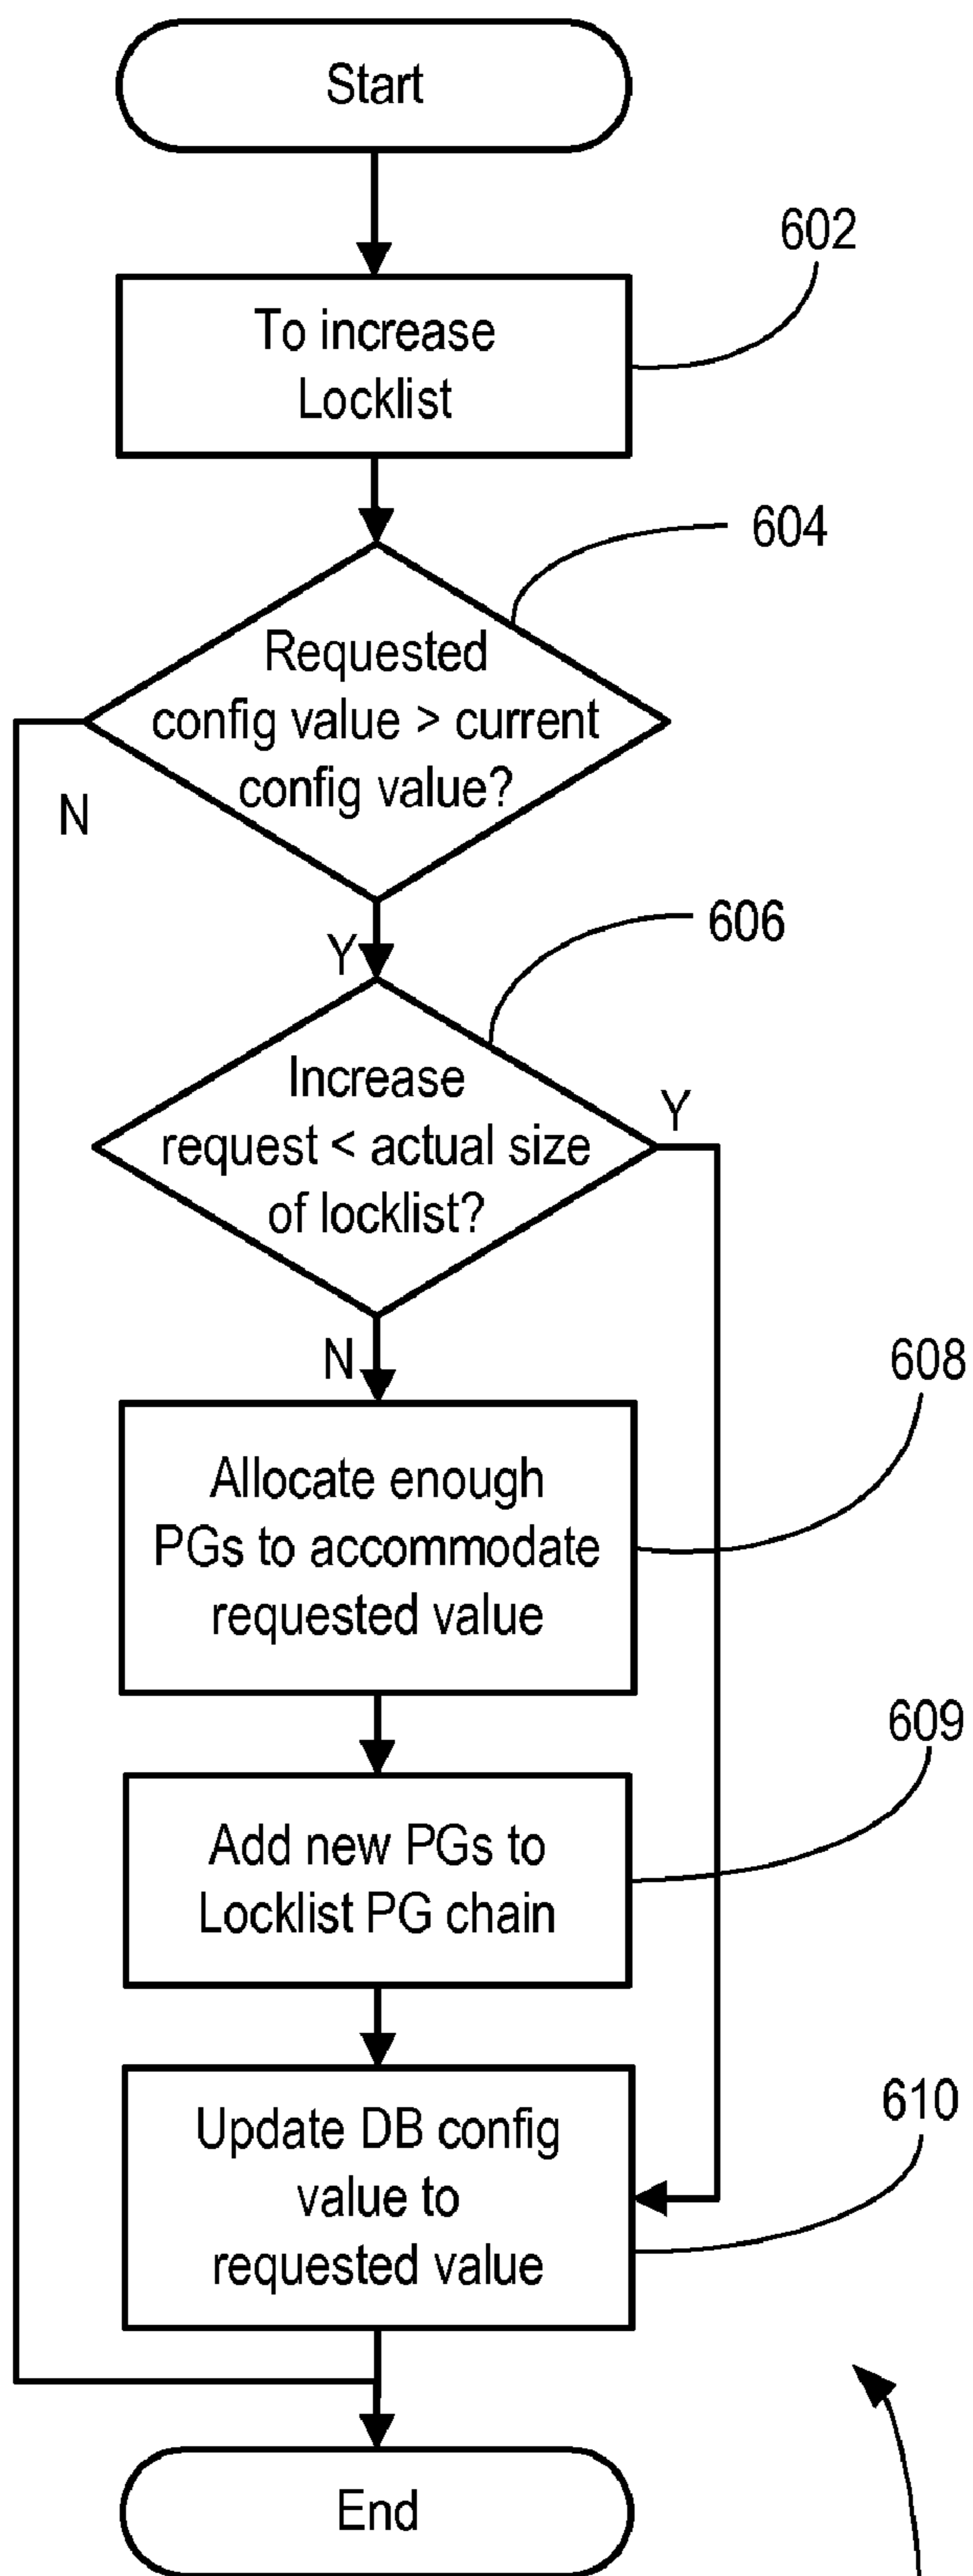 Start
602
To increase
Locklist
604
Requested
config value > current
config value?
N
606
Y
Increase
request < actual size
of locklist?
Y
N
608
Allocate enough
PGs to accommodate
requested value
609
Add new PGs to
Locklist PG chain
610
Update DB config
value to
requested value
End